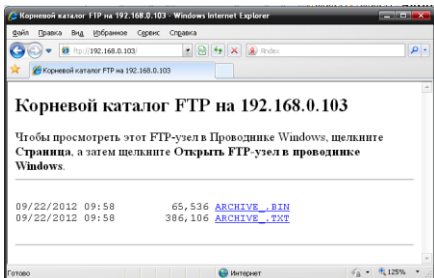 Корневой каталог FTP на 192.168.0.103 - Windows Internet Explorer
Файл Правка Вид Избранное Сервис Справка
ftp://192.168.0.103/
Яndex
Корневой каталог FTP на 192.168.0.103
Корневой каталог FTP на 192.168.0.103
Чтобы просмотреть этот FTP-узел в Проводнике Windows, щелкните
Страница, а затем щелкните Открыть FTP-узел в проводнике
Windows.
09/22/2012 09:58 65,536 ARCHIVE_.BIN
09/22/2012 09:58 386,106 ARCHIVE_.TXT
Готово Интернет 125%